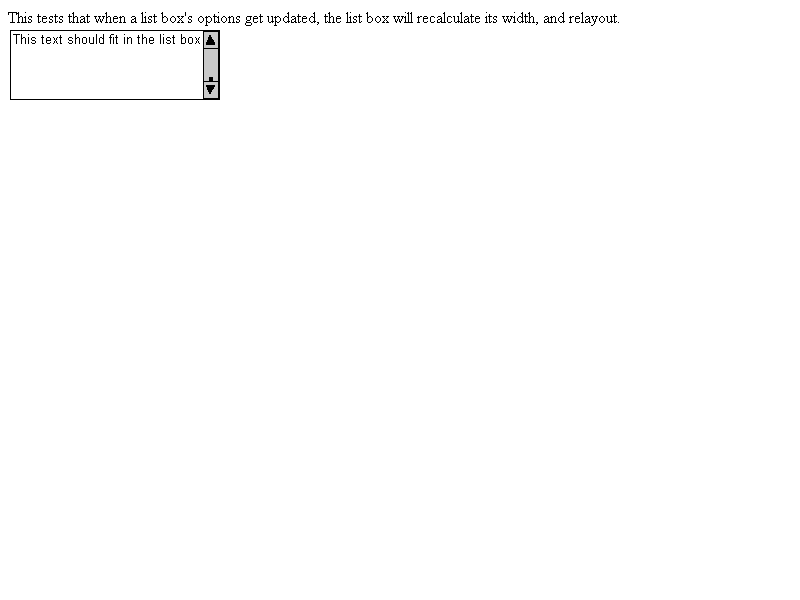 This tests that when a list box's options get updated, the list box will recalculate its width, and relayout.
This text should fit in the list box